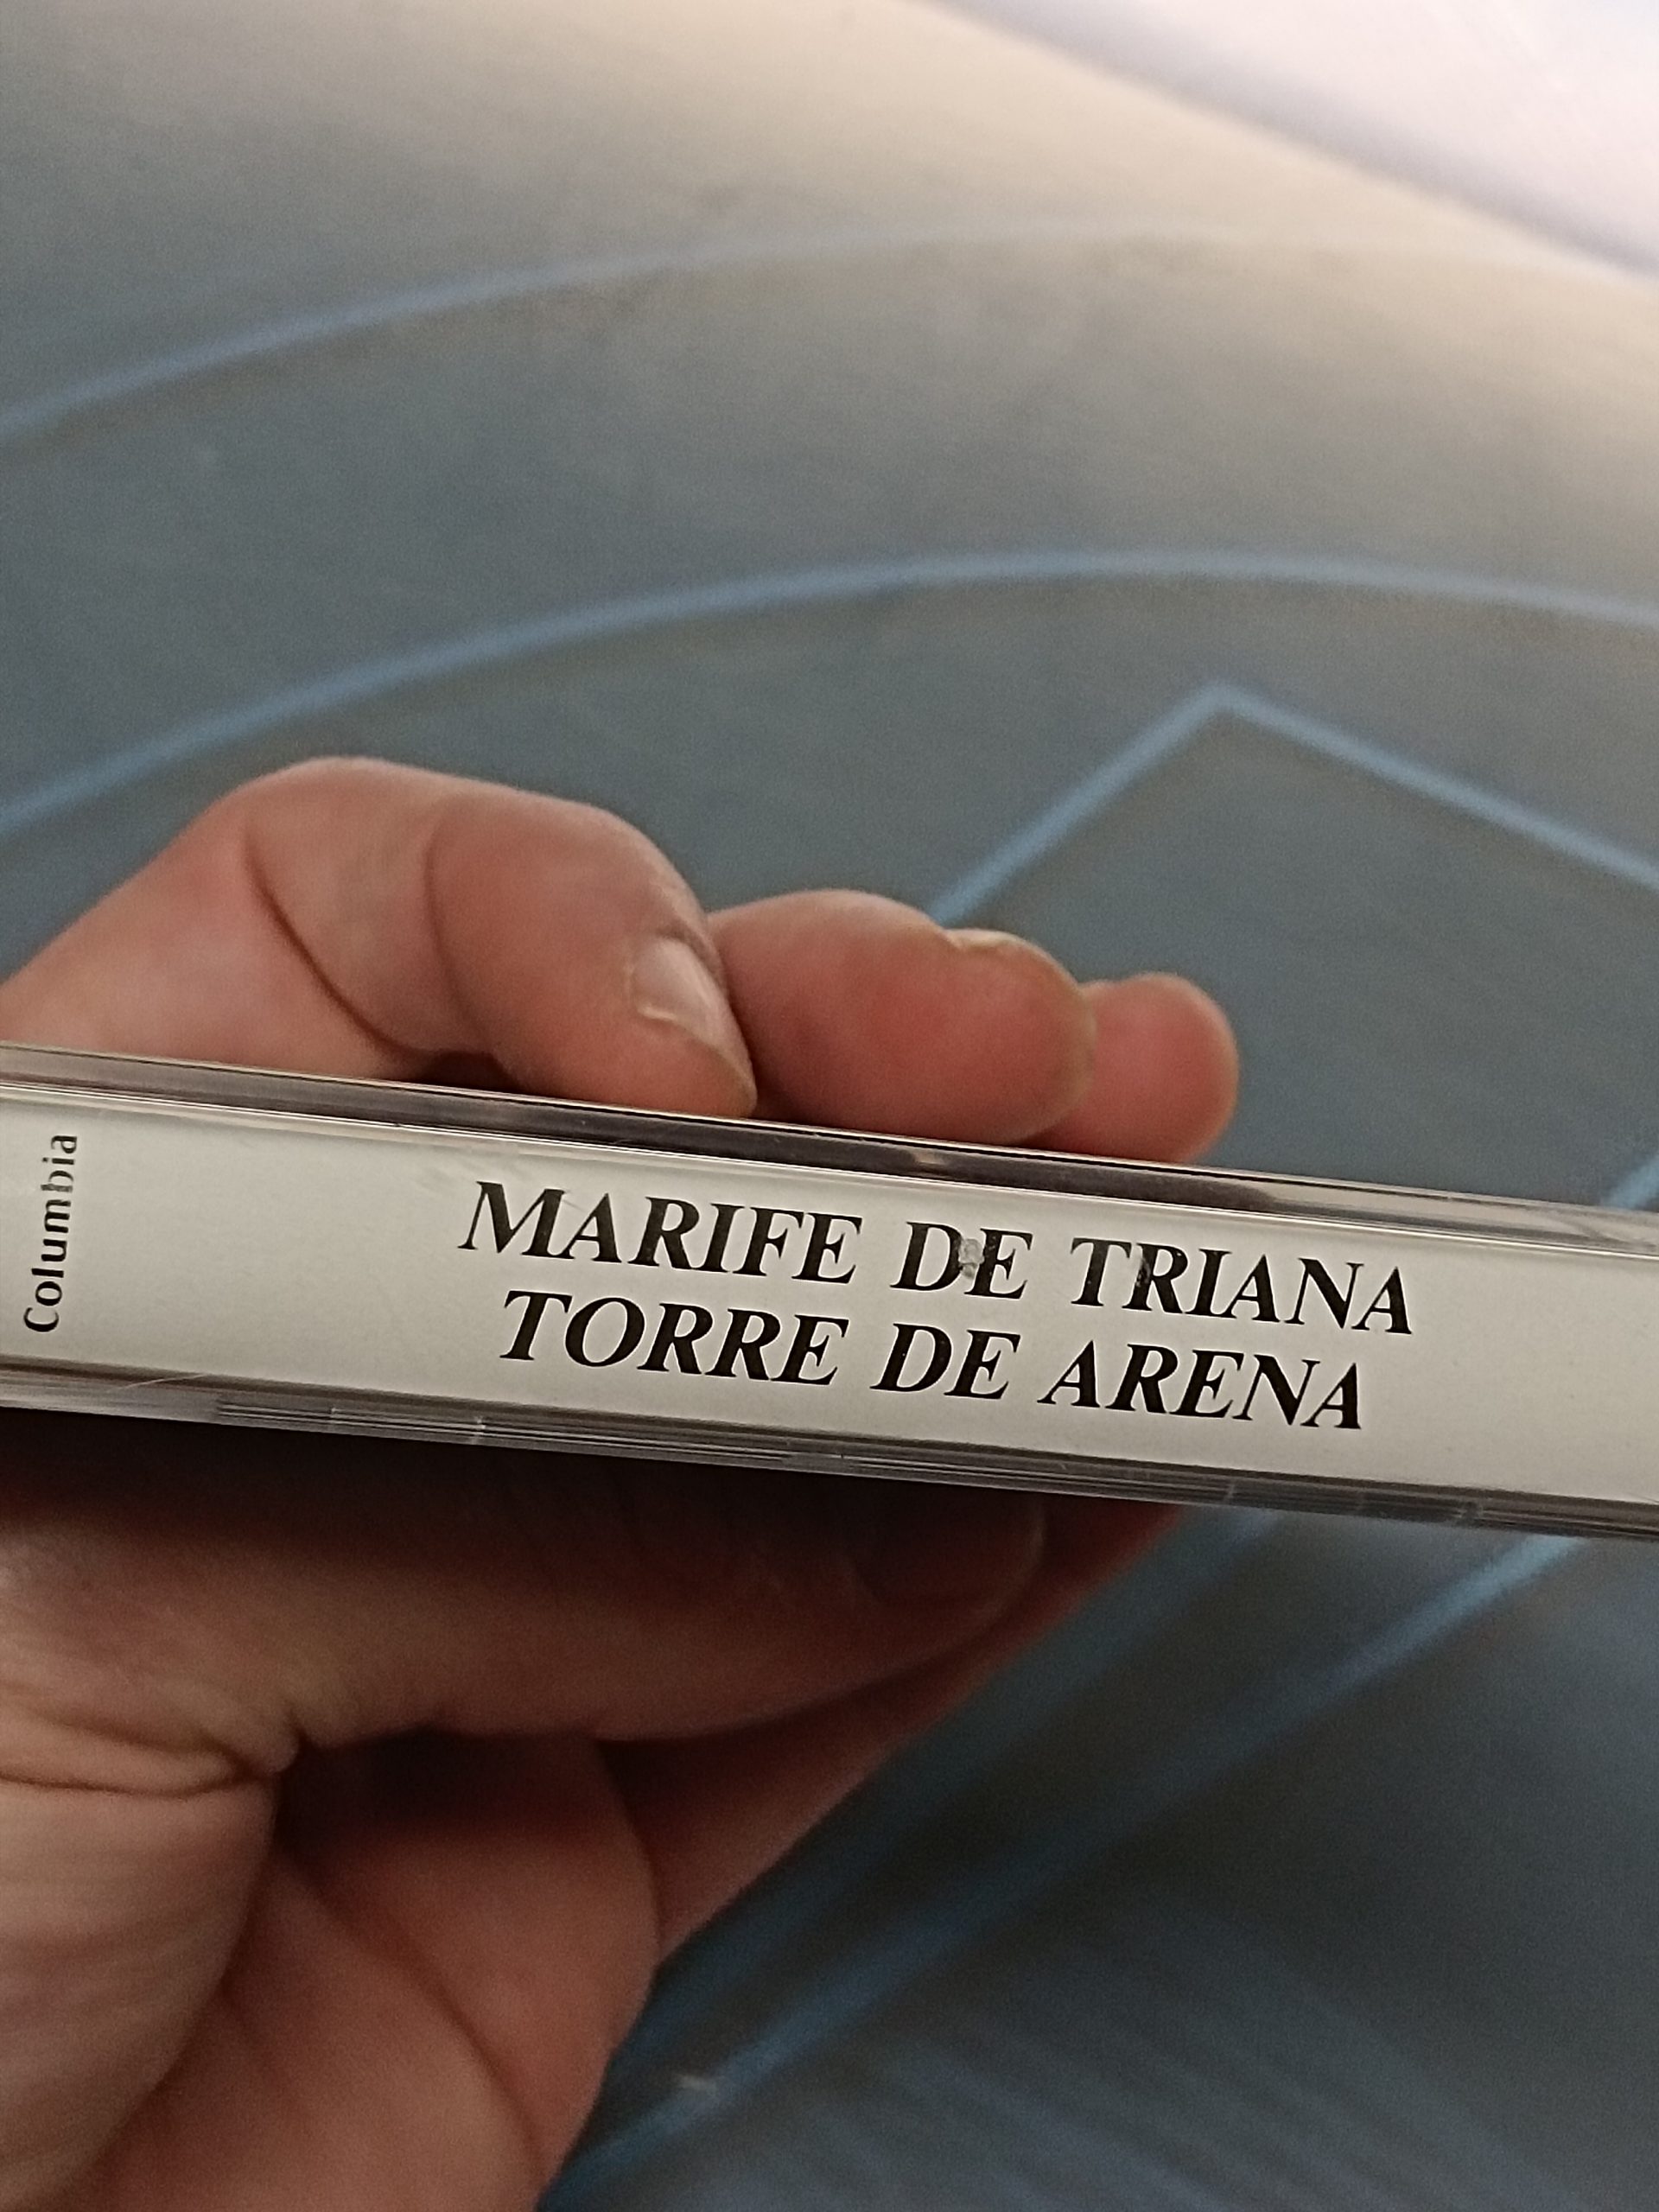 Columbia
MARIFE DE TRIANA
TORRE DE ARENA